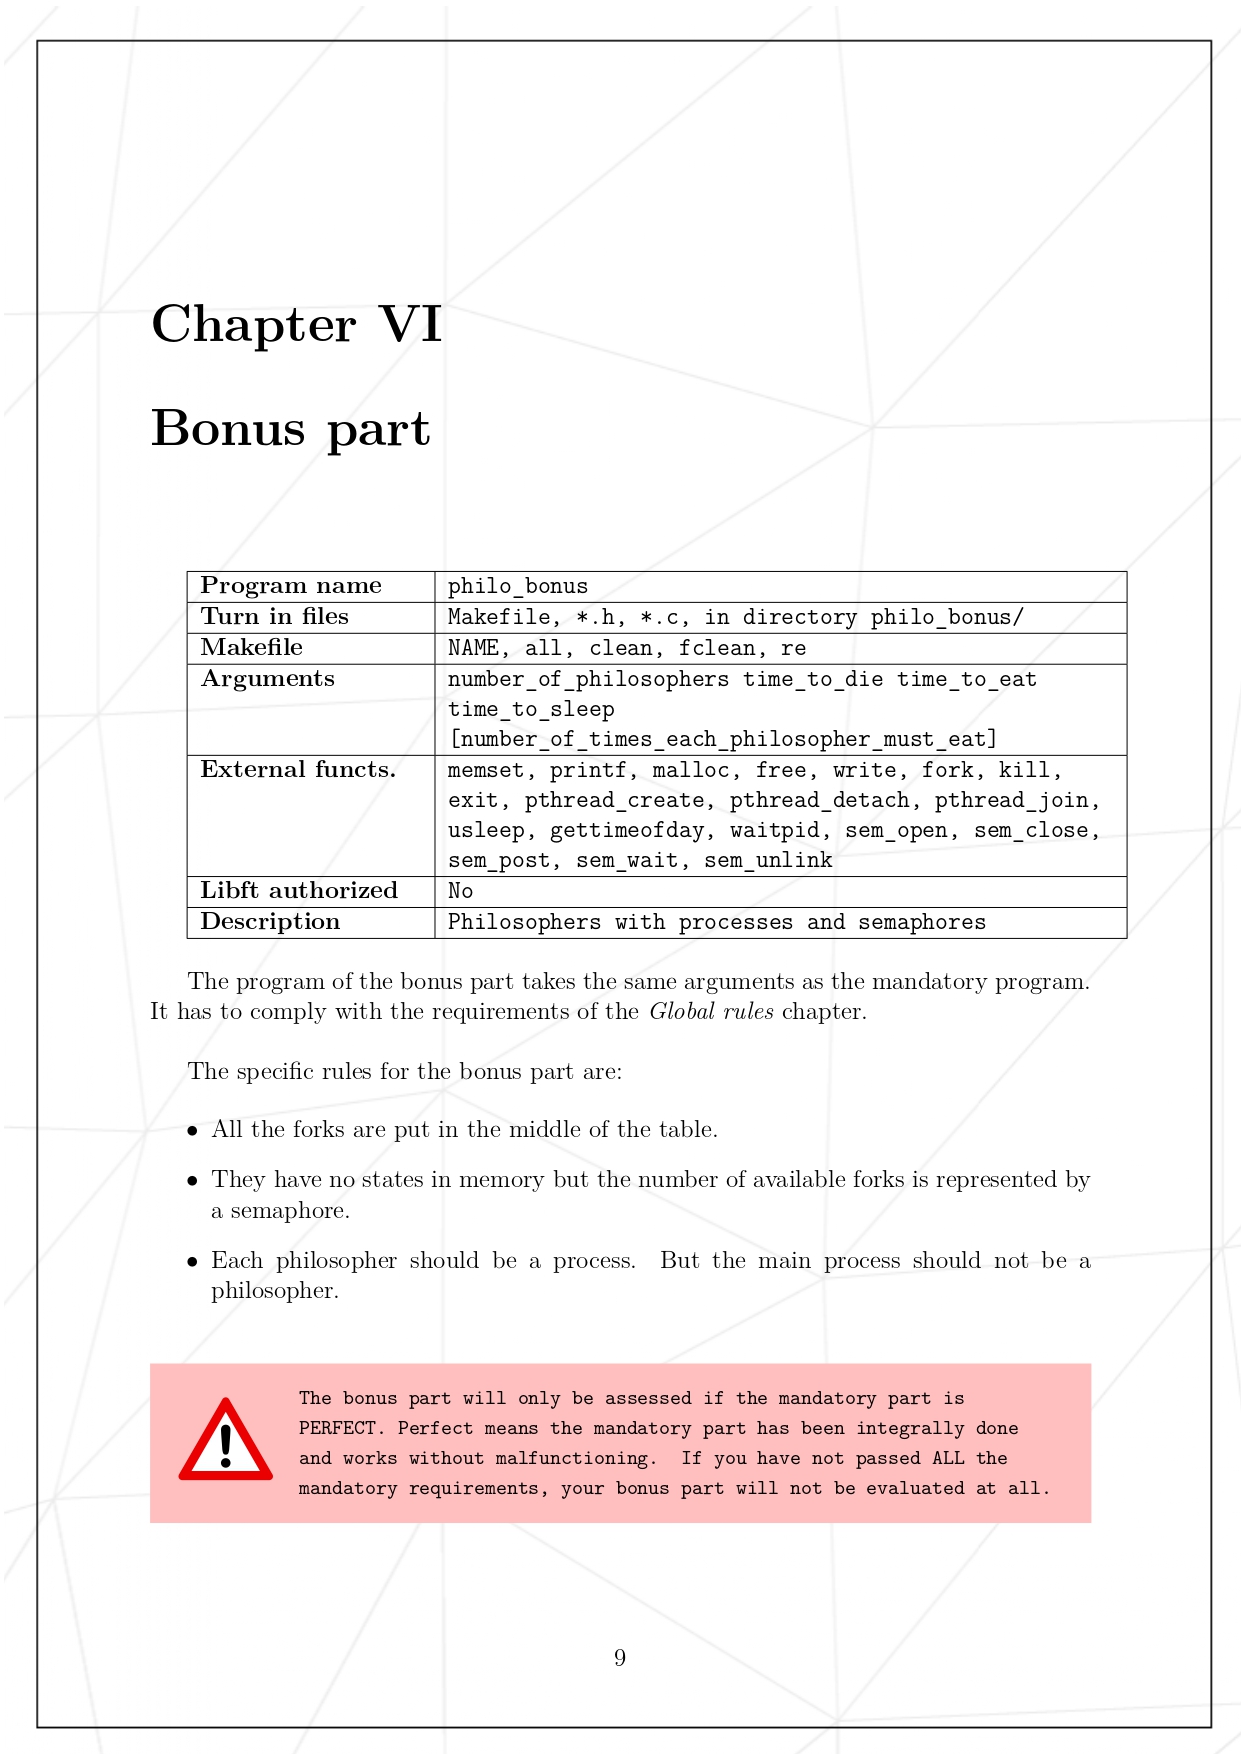 Chapter VI
Bonus part
Program name philo_bonus
Turn in files Makefile, *.h, *.c, in directory philo_bonus/
Makefile NAME, all, clean, fclean, re
Arguments number_of_philosophers time_to_die time_to_eat
time_to_sleep
[number_of_times_each_philosopher_must_eat]
External functs. memset, printf, malloc, free, write, fork, kill,
exit, pthread_create, pthread_detach, pthread_join,
usleep, gettimeofday, waitpid, sem_open, sem_close,
sem_post, sem_wait, sem_unlink
Libft authorized No
Description Philosophers with processes and semaphores
The program of the bonus part takes the same arguments as the mandatory program.
It has to comply with the requirements of the Global rules chapter.
The specific rules for the bonus part are:
• All the forks are put in the middle of the table.
• They have no states in memory but the number of available forks is represented by
a semaphore.
• Each philosopher should be a process. But the main process should not be a
philosopher.
The bonus part will only be assessed if the mandatory part is
PERFECT. Perfect means the mandatory part has been integrally done
and works without malfunctioning. If you have not passed ALL the
mandatory requirements, your bonus part will not be evaluated at all.
9